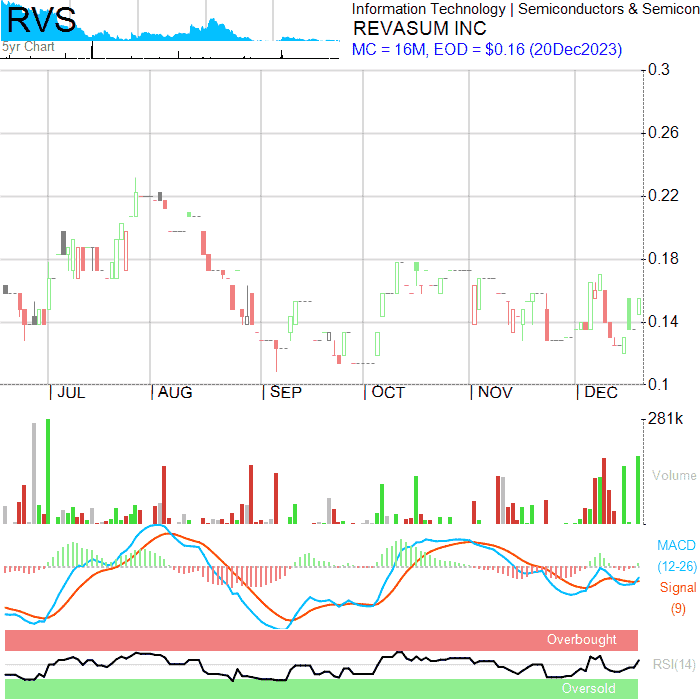 RVS
5yr Chart
Information Technology | Semiconductors & Semicon
REVASUM INC
MC = 16M, EOD = $0.16 (20Dec2023)
0.3
0.26
0.22
0.18
0.14
0.1
JUL AUG SEP OCT NOV DEC
281k
Volume
MACD
(12-26)
Signal
(9)
Overbought
RSI(14)
Oversold